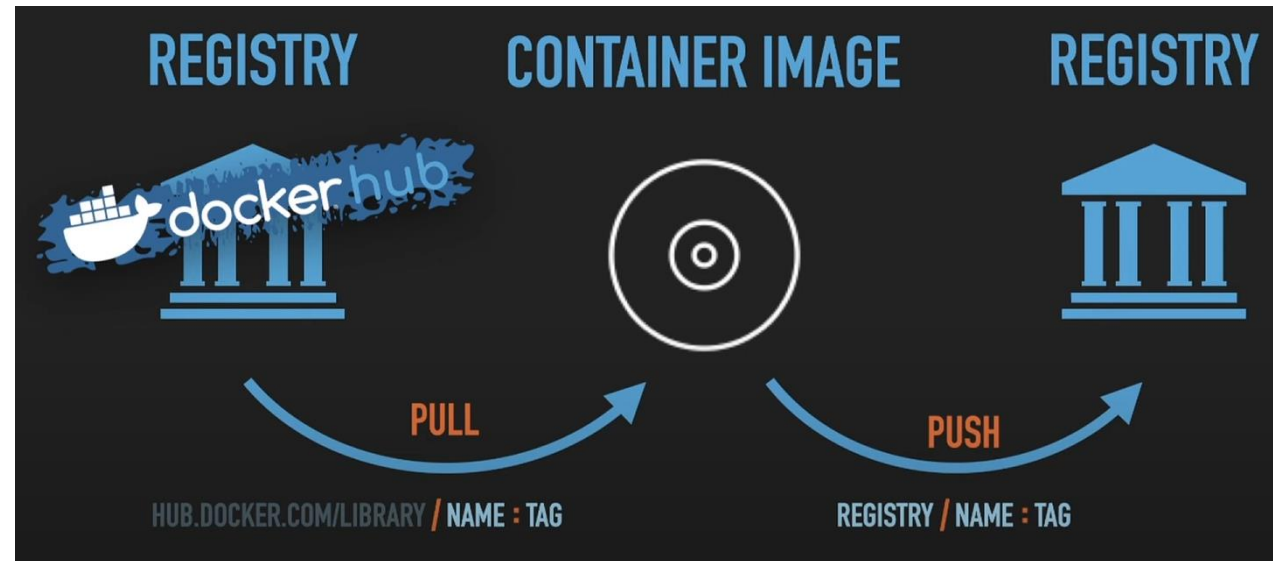 REGISTRY
CONTAINER IMAGE
REGISTRY
docker hub
PULL
PUSH
HUB.DOCKER.COM/LIBRARY / NAME : TAG
REGISTRY / NAME : TAG